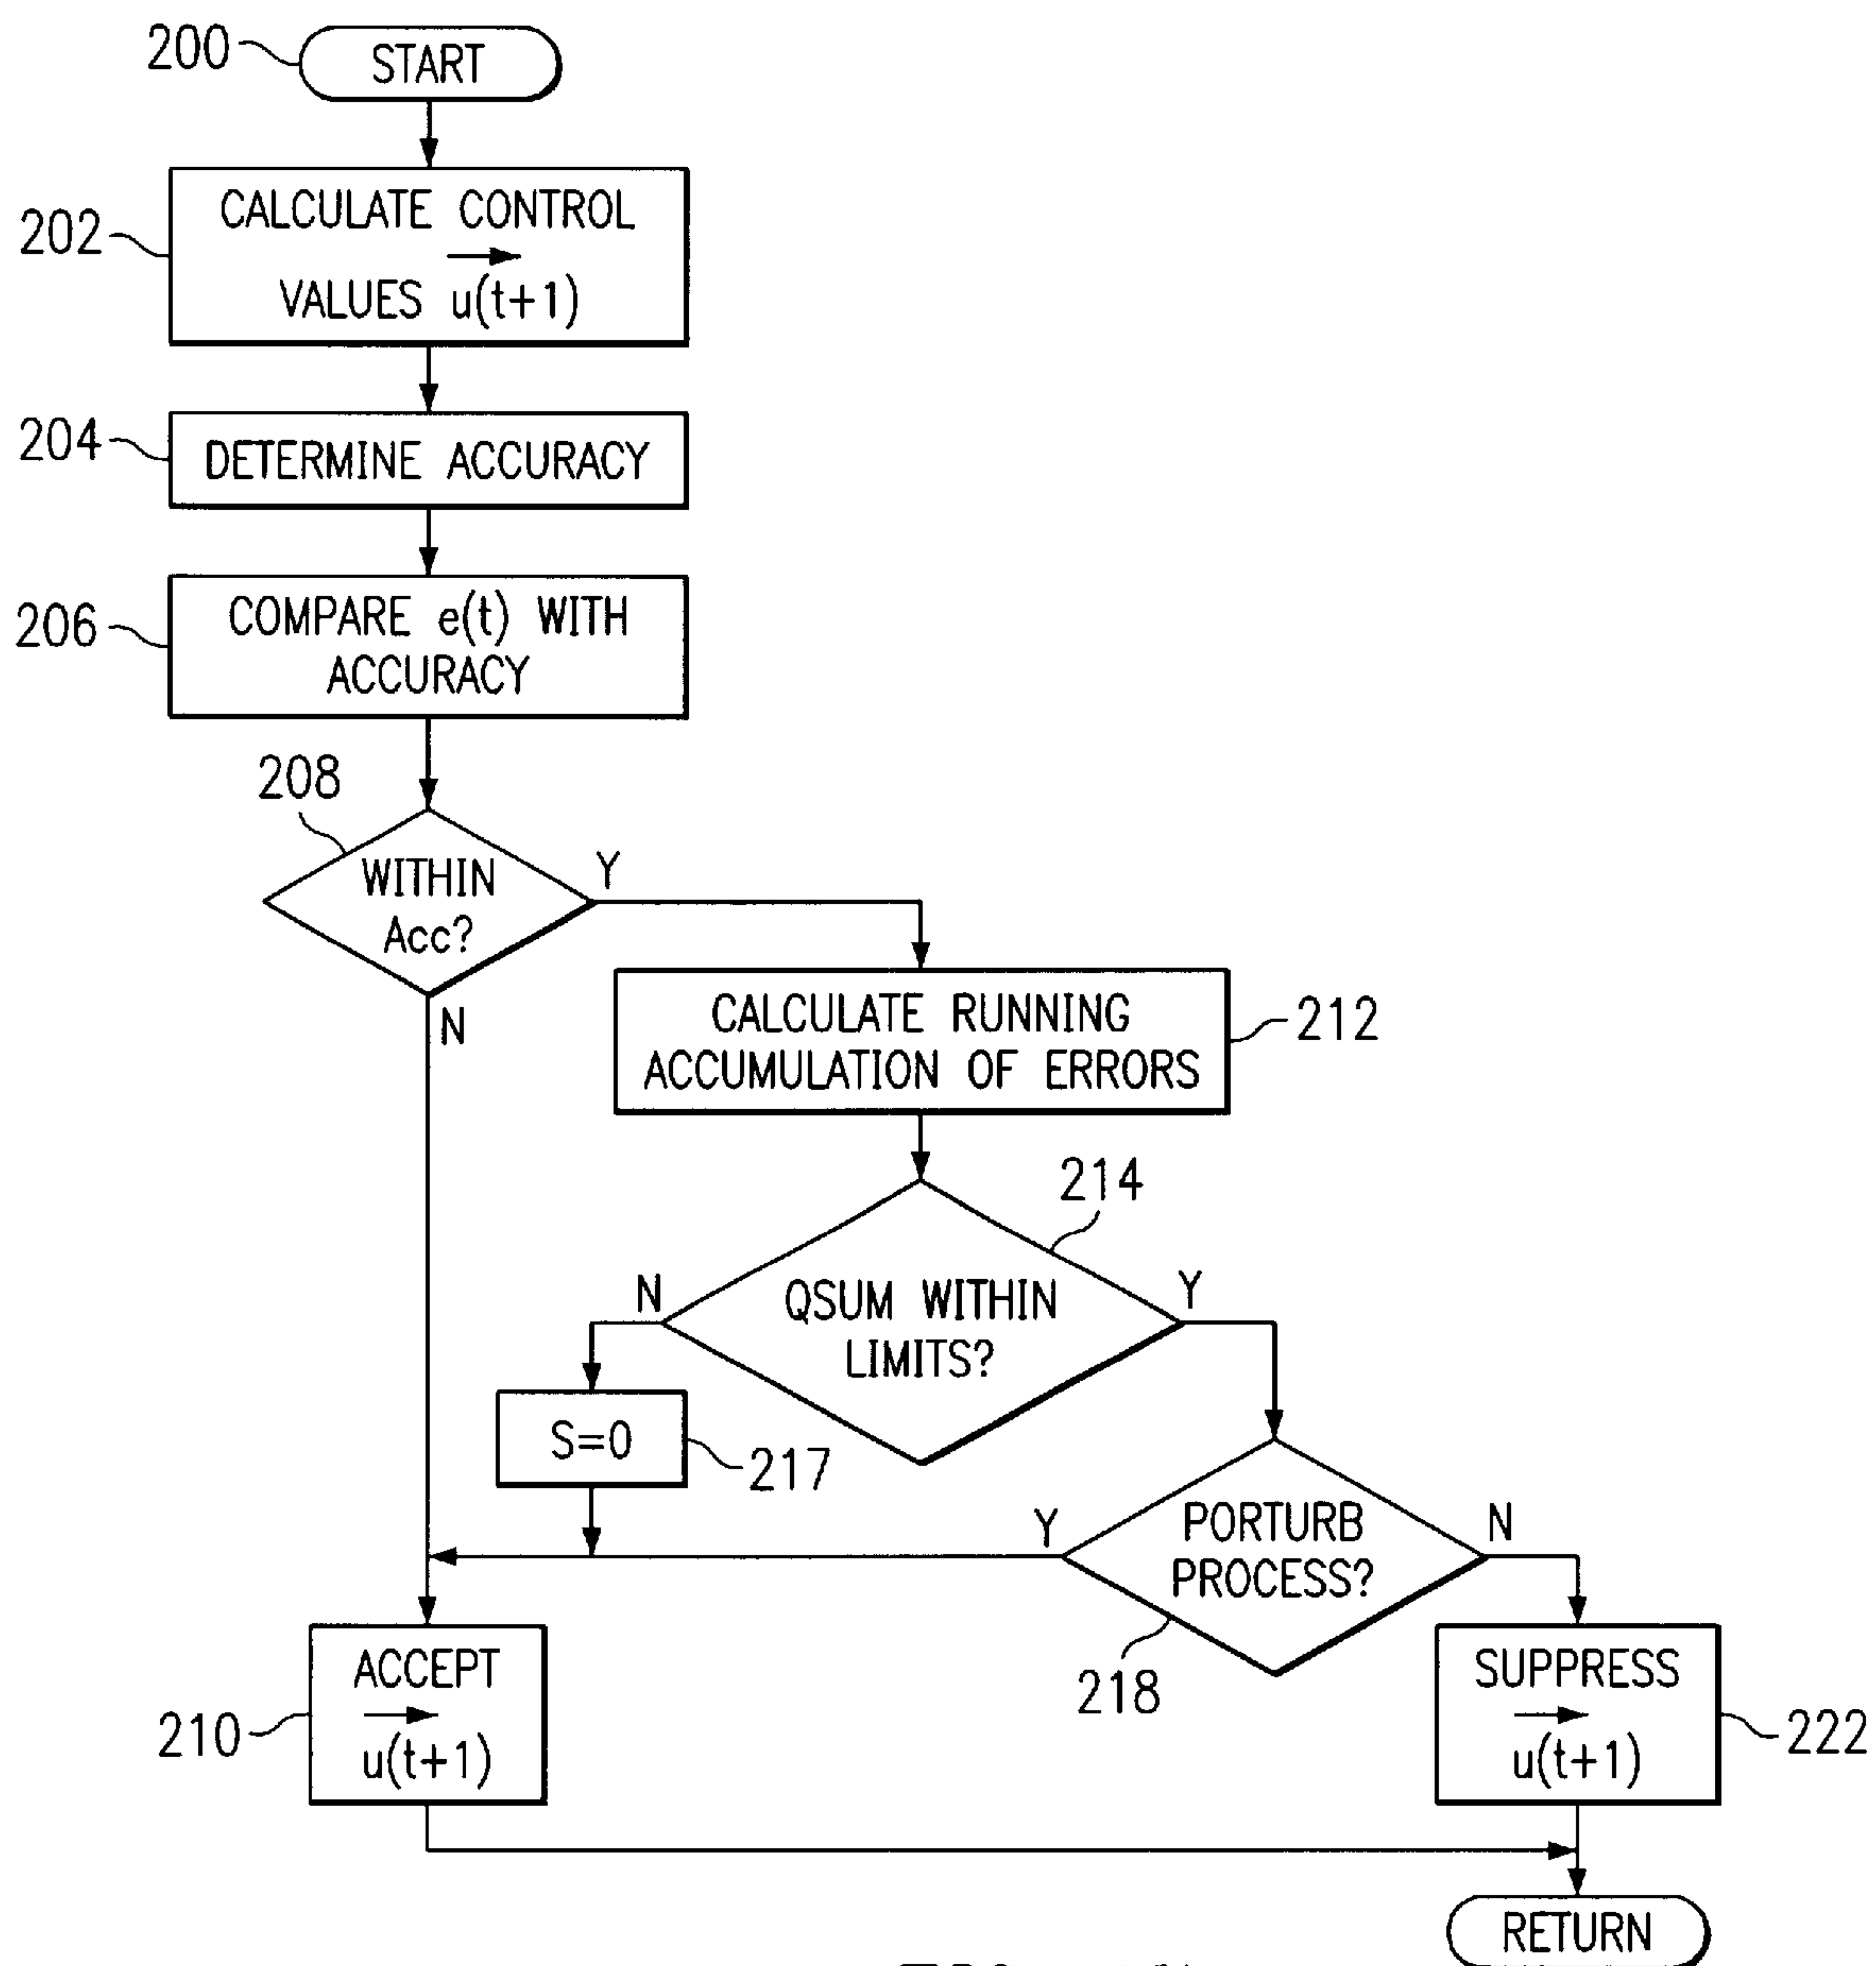 200
START
202
CALCULATE CONTROL
VALUES u(t+1)
204
DETERMINE ACCURACY
206
COMPARE e(t) WITH
ACCURACY
208
WITHIN
Acc?
Y
N
CALCULATE RUNNING
ACCUMULATION OF ERRORS
212
214
QSUM WITHIN
LIMITS?
N
Y
S=0
217
PORTURB
PROCESS?
Y
N
218
ACCEPT
u(t+1)
210
SUPPRESS
u(t+1)
222
RETURN